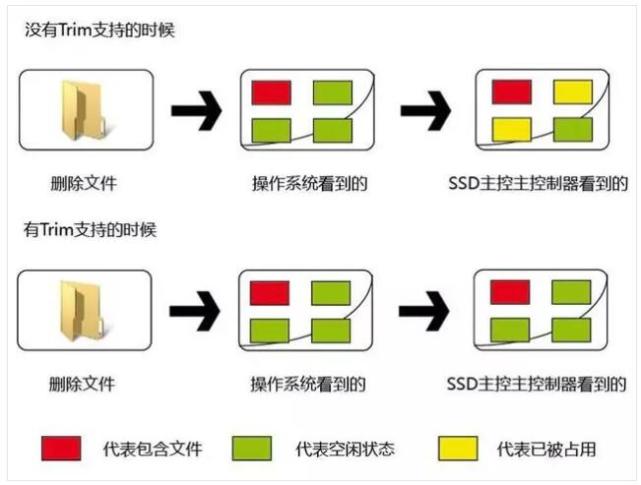 没有Trim支持的时候
删除文件
操作系统看到的
SSD主控主控制器看到的
有Trim支持的时候
删除文件
操作系统看到的
SSD主控主控制器看到的
代表包含文件
代表空闲状态
代表已被占用